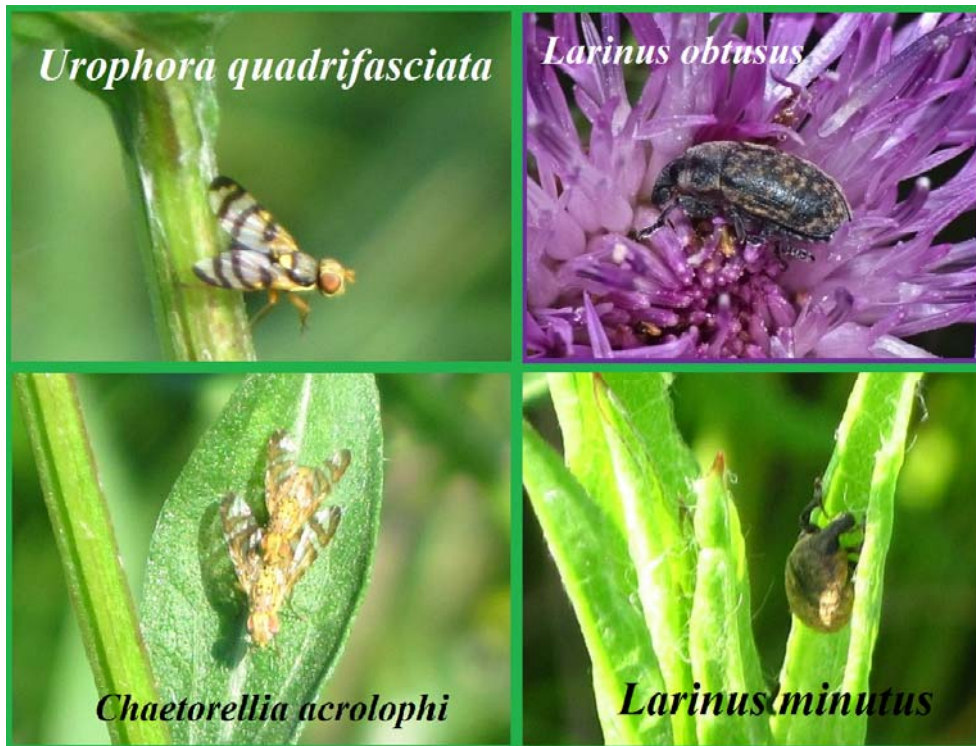 Urophora quadrifasciata
Larinus obtusus
Chaetorellia acrolophi
Larinus minutus